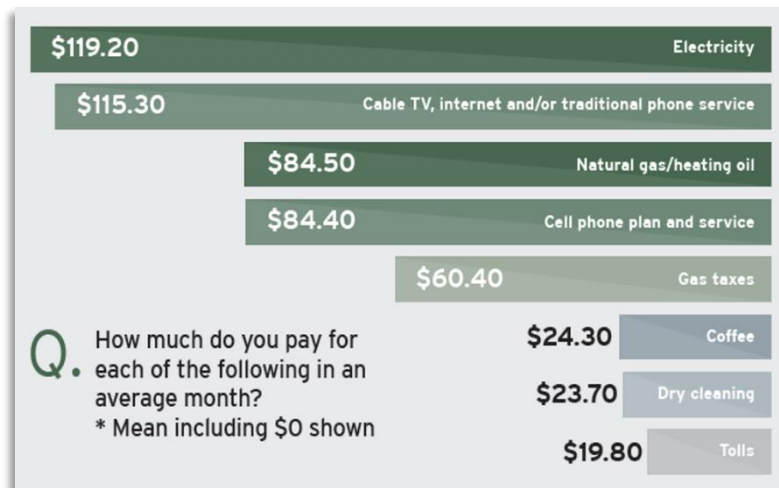 $119.20 Electricity
$115.30 Cable TV, internet and/or traditional phone service
$84.50 Natural gas/heating oil
$84.40 Cell phone plan and service
$60.40 Gas taxes
$24.30 Coffee
$23.70 Dry cleaning
$19.80 Tolls
Q. How much do you pay for
each of the following in an
average month?
* Mean including $0 shown